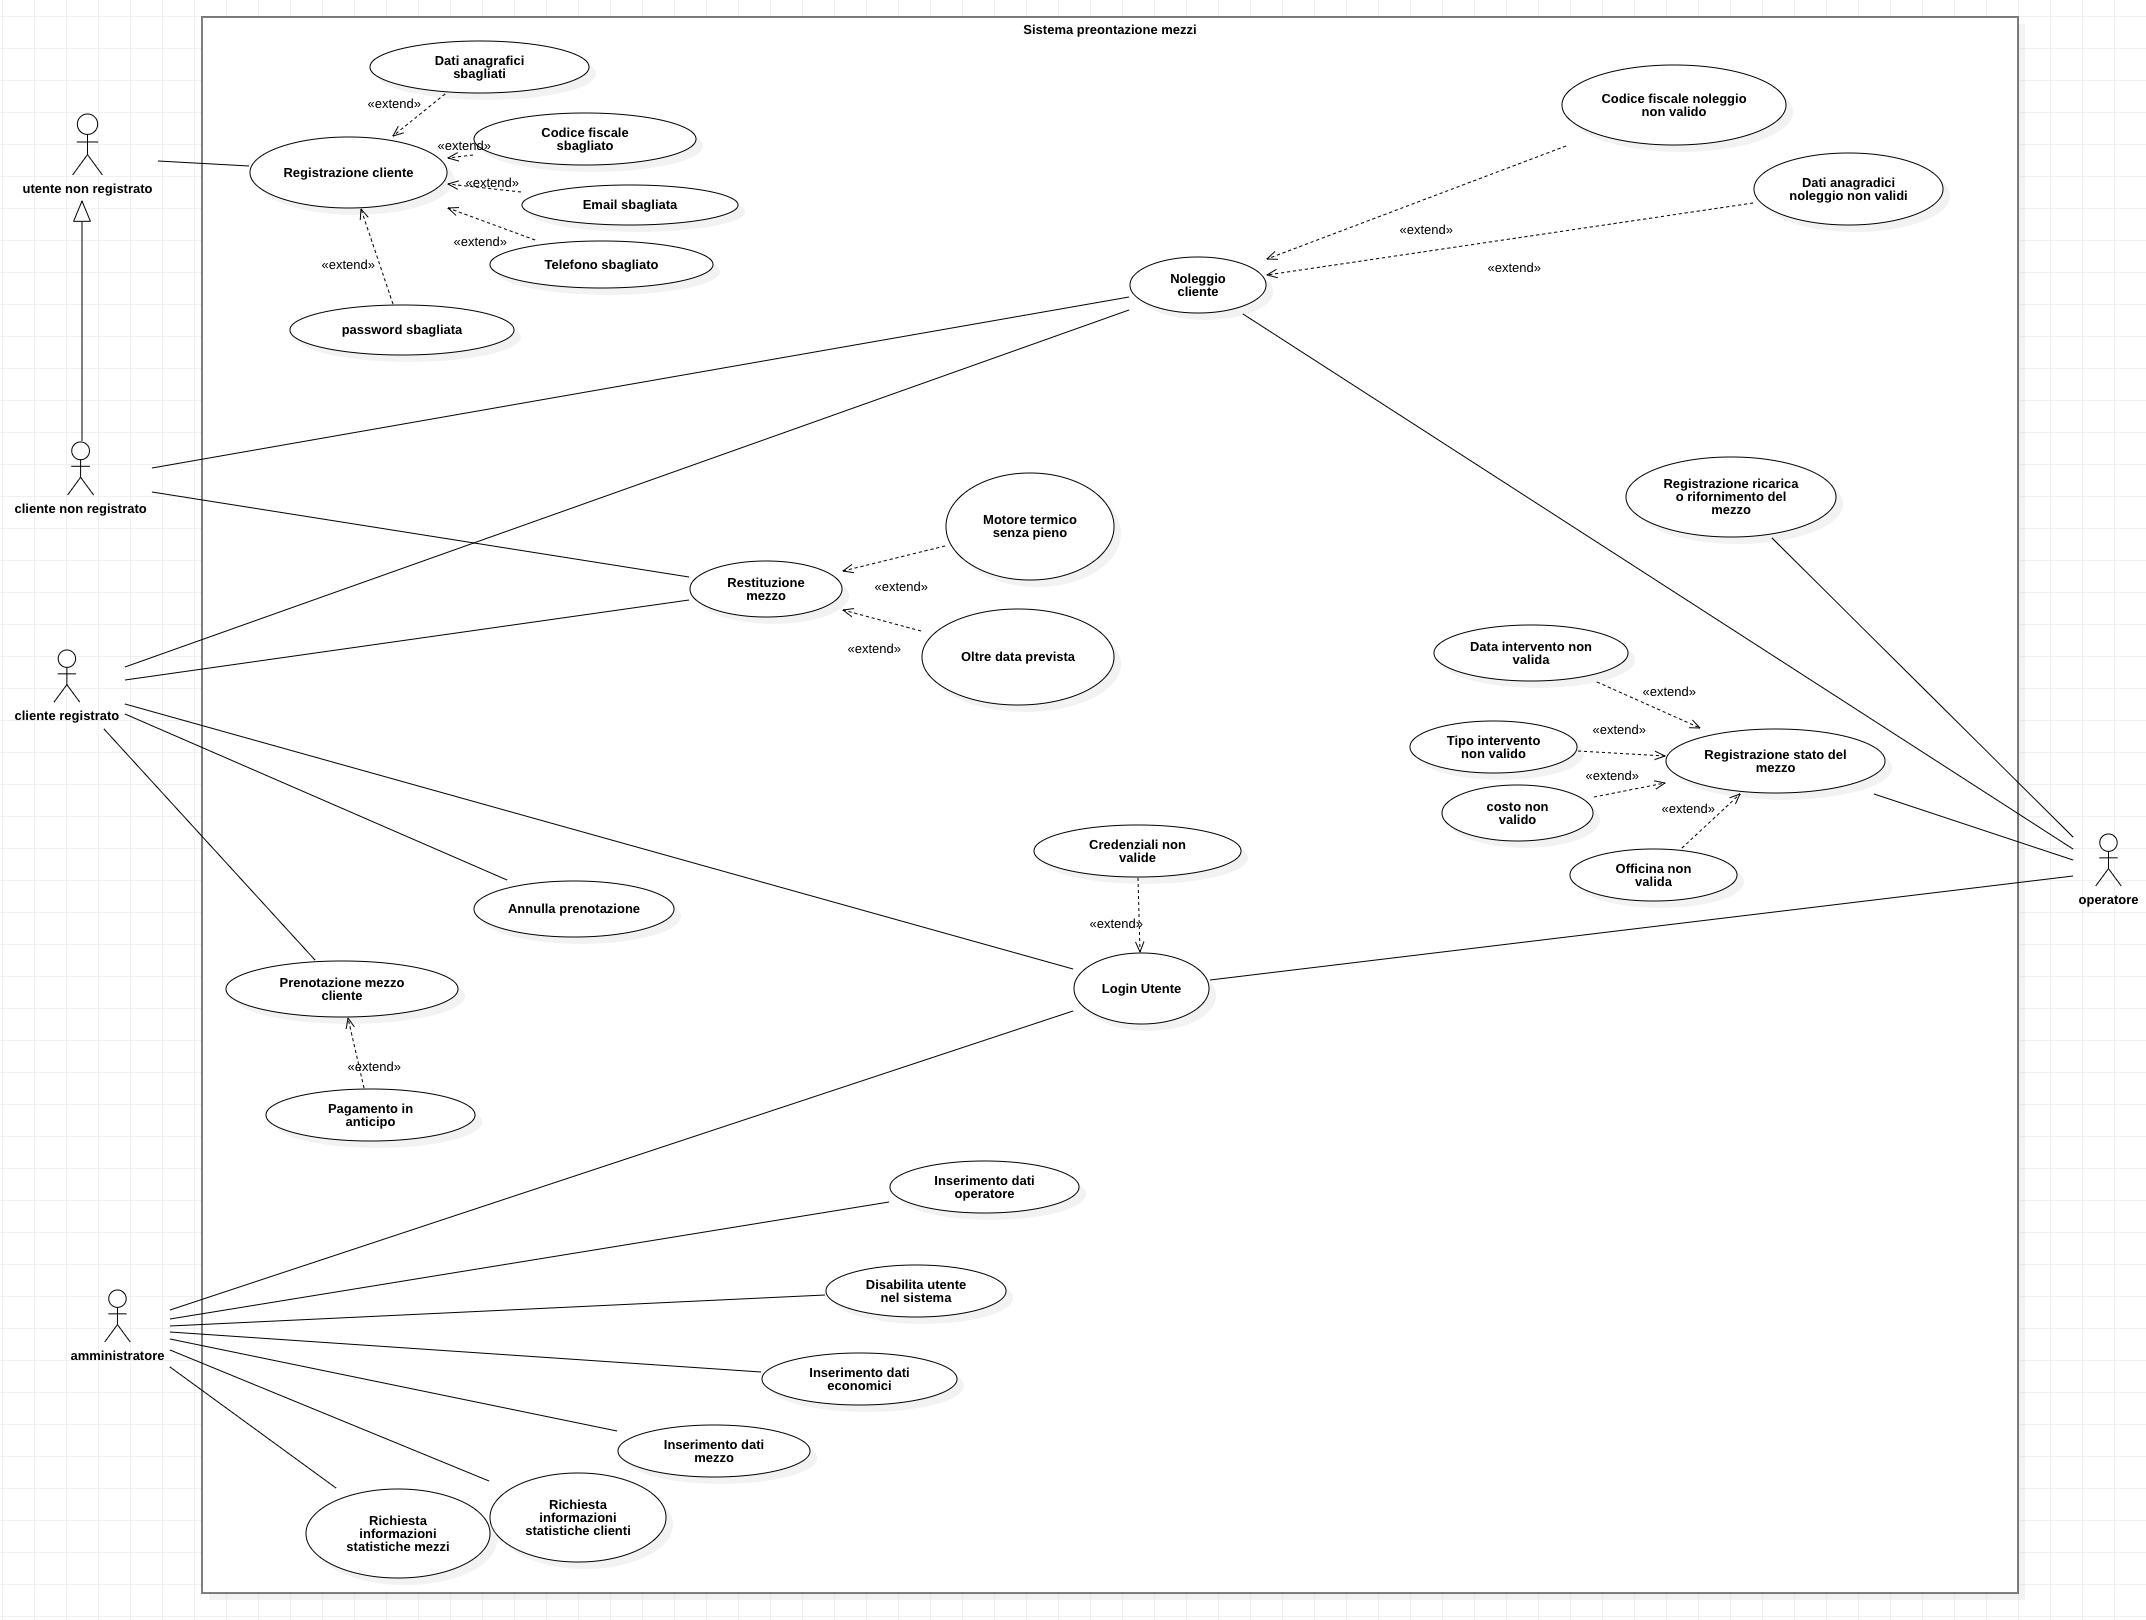 Sistema preontazione mezzi
Dati anagrafici
sbagliati
«extend»
Codice fiscale
sbagliato
«extend»
Registrazione cliente
«extend»
Email sbagliata
«extend»
Telefono sbagliato
«extend»
password sbagliata
utente non registrato
Codice fiscale noleggio
non valido
Dati anagradici
noleggio non validi
«extend»
«extend»
Noleggio
cliente
cliente non registrato
Motore termico
senza pieno
Restituzione
mezzo
«extend»
«extend»
Oltre data prevista
Registrazione ricarica
o rifornimento del
mezzo
cliente registrato
Data intervento non
valida
«extend»
Tipo intervento
non valido
«extend»
Registrazione stato del
mezzo
«extend»
costo non
valido
«extend»
Officina non
valida
operatore
Credenziali non
valide
«extend»
Login Utente
Annulla prenotazione
Prenotazione mezzo
cliente
«extend»
Pagamento in
anticipo
Inserimento dati
operatore
Disabilita utente
nel sistema
amministratore
Inserimento dati
economici
Inserimento dati
mezzo
Richiesta
informazioni
statistiche mezzi
Richiesta
informazioni
statistiche clienti